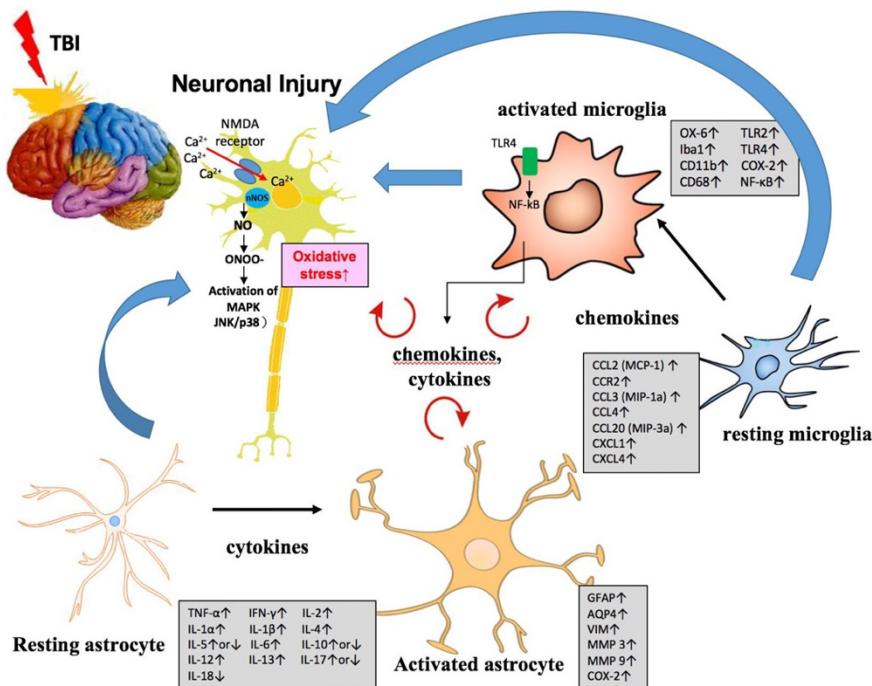 TBI
Neuronal Injury
NMDA
receptor
Ca²⁺
Ca²⁺
Ca²⁺
Ca²⁺
nNOS
NO
ONOO-
Activation of
MAPK
JNK/p38）
Oxidative
stress↑
activated microglia
TLR4
NF-kB
OX-6↑ TLR2↑
Iba1↑ TLR4↑
CD11b↑ COX-2↑
CD68↑ NF-κB↑
chemokines
chemokines,
cytokines
CCL2 (MCP-1) ↑
CCR2↑
CCL3 (MIP-1a) ↑
CCL4↑
CCL20 (MIP-3a) ↑
CXCL1↑
CXCL4↑
resting microglia
cytokines
Resting astrocyte
TNF-α↑ IFN-γ↑ IL-2↑
IL-1α↑ IL-1β↑ IL-4↑
IL-5↑or↓ IL-6↑ IL-10↑or↓
IL-12↑ IL-13↑ IL-17↑or↓
IL-18↓
Activated astrocyte
GFAP↑
AQP4↑
VIM↑
MMP 3↑
MMP 9↑
COX-2↑